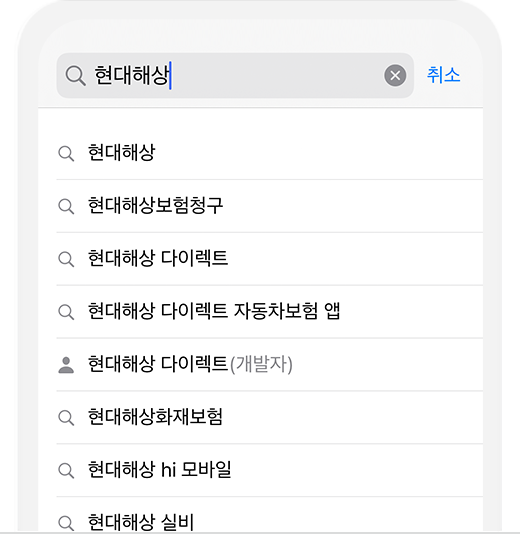 현대해상 취소
현대해상
현대해상보험청구
현대해상 다이렉트
현대해상 다이렉트 자동차보험 앱
현대해상 다이렉트(개발자)
현대해상화재보험
현대해상 hi 모바일
현대해상 실비